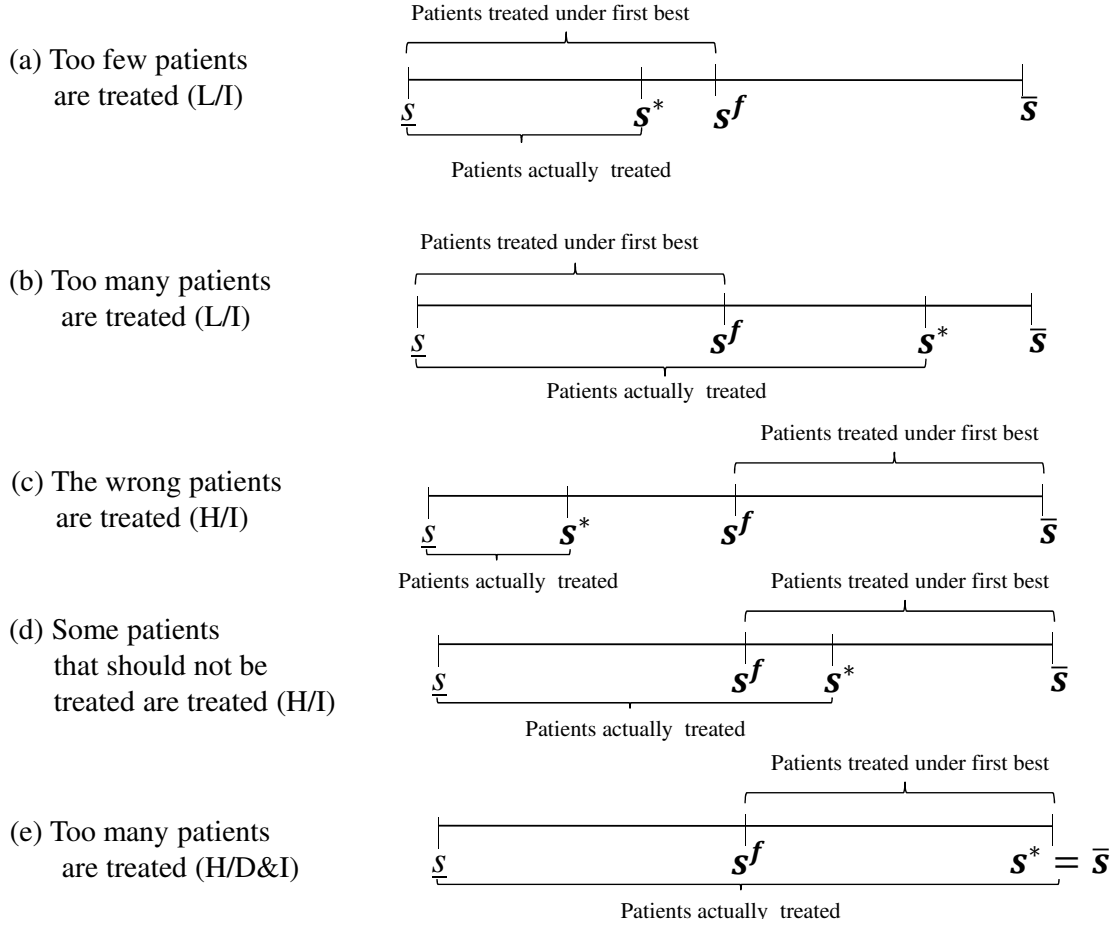 Patients treated under first best
(a) Too few patients
are treated (L/I)
s̲ s* s^f s̅
Patients actually treated
Patients treated under first best
(b) Too many patients
are treated (L/I)
s̲ s^f s* s̅
Patients actually treated
Patients treated under first best
(c) The wrong patients
are treated (H/I)
s̲ s* s^f s̅
Patients actually treated
Patients treated under first best
(d) Some patients
that should not be
treated are treated (H/I)
s̲ s^f s* s̅
Patients actually treated
Patients treated under first best
(e) Too many patients
are treated (H/D&I)
s̲ s^f s* = s̅
Patients actually treated